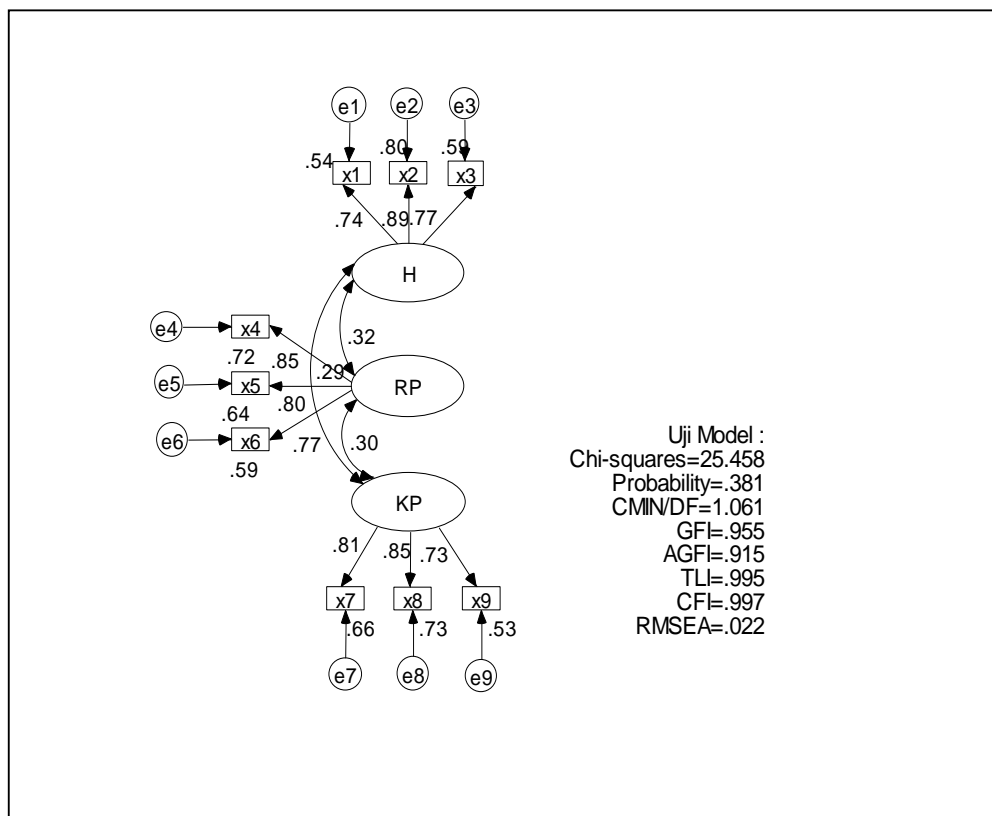 e1 e2 e3
.54 .80 .59
x1 x2 x3
.74 .89 .77
H
e4 x4
.32
.72 .85
.29
e5 x5
RP
.80
.64
e6 x6
.77
.30
.59
KP
.81 .85 .73
x7 x8 x9
.66 .73 .53
e7 e8 e9
Uji Model :
Chi-squares=25.458
Probability=.381
CMIN/DF=1.061
GFI=.955
AGFI=.915
TLI=.995
CFI=.997
RMSEA=.022